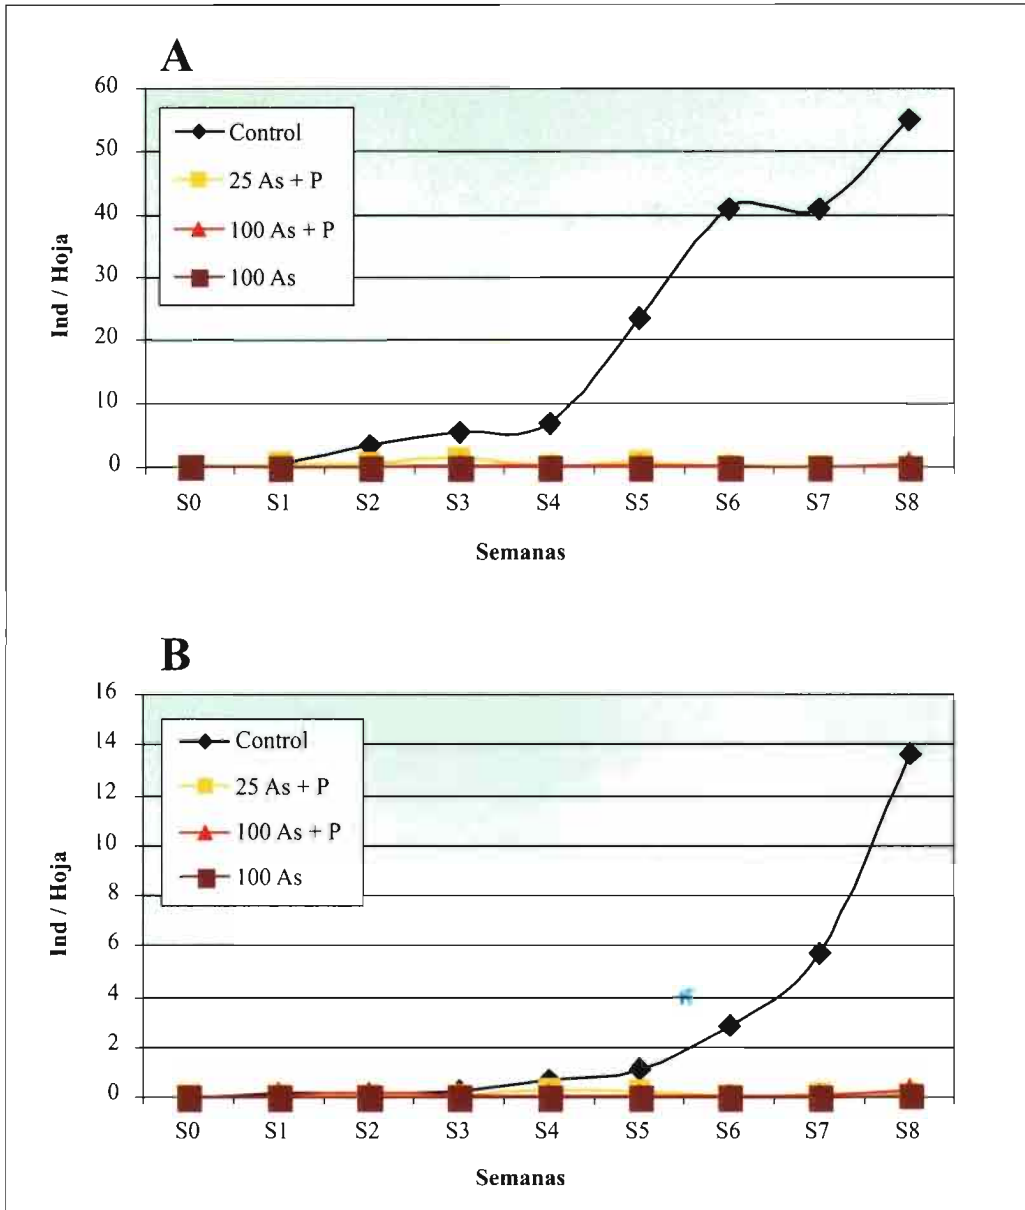 A
60
50
40
30
20
10
0
Ind / Hoja
Control
25 As + P
100 As + P
100 As
S0 S1 S2 S3 S4 S5 S6 S7 S8
Semanas
B
16
14
12
10
8
6
4
2
0
Ind / Hoja
Control
25 As + P
100 As + P
100 As
S0 S1 S2 S3 S4 S5 S6 S7 S8
Semanas